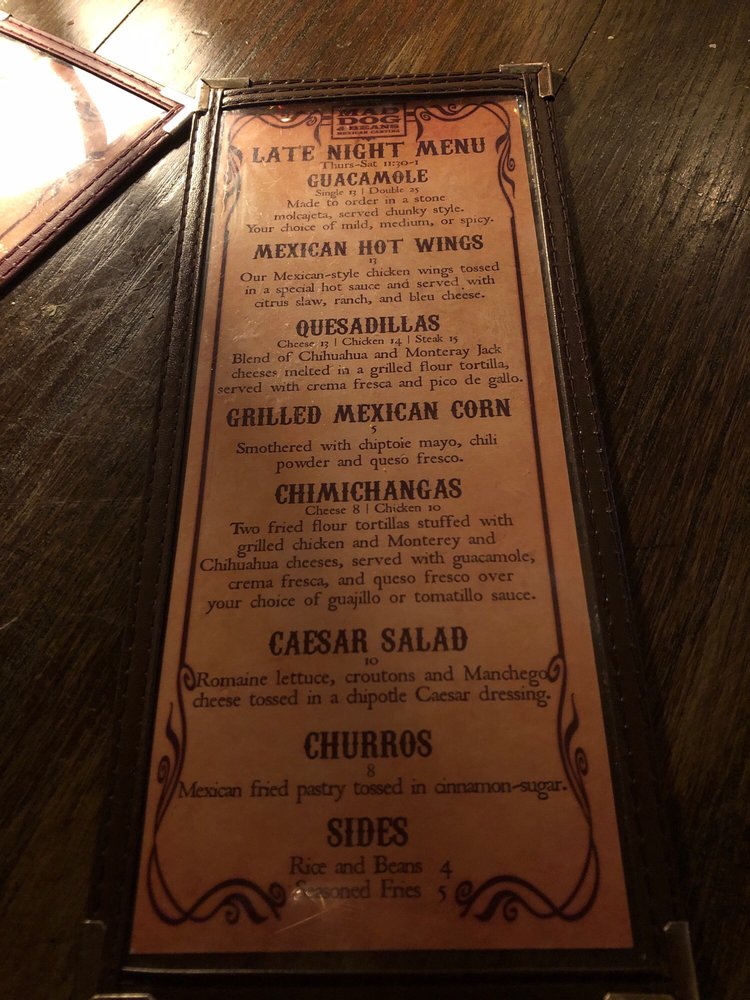 MAD
DOG
& BEANS
MEXICAN CANTINA
LATE NIGHT MENU
Thurs-Sat 11:30-1
GUACAMOLE
Single 13 | Double 25
Made to order in a stone
molcajeta, served chunky style.
Your choice of mild, medium, or spicy.
MEXICAN HOT WINGS
13
Our Mexican-style chicken wings tossed
in a special hot sauce and served with
citrus slaw, ranch, and bleu cheese.
QUESADILLAS
Cheese 13 | Chicken 14 | Steak 15
Blend of Chihuahua and Monteray Jack
cheeses melted in a grilled flour tortilla,
served with crema fresca and pico de gallo.
GRILLED MEXICAN CORN
5
Smothered with chiptole mayo, chili
powder and queso fresco.
CHIMICHANGAS
Cheese 8 | Chicken 10
Two fried flour tortillas stuffed with
grilled chicken and Monterey and
Chihuahua cheeses, served with guacamole,
crema fresca, and queso fresco over
your choice of guajillo or tomatillo sauce.
CAESAR SALAD
10
Romaine lettuce, croutons and Manchego
cheese tossed in a chipotle Caesar dressing.
CHURROS
8
Mexican fried pastry tossed in cinnamon-sugar.
SIDES
Rice and Beans 4
Seasoned Fries 5